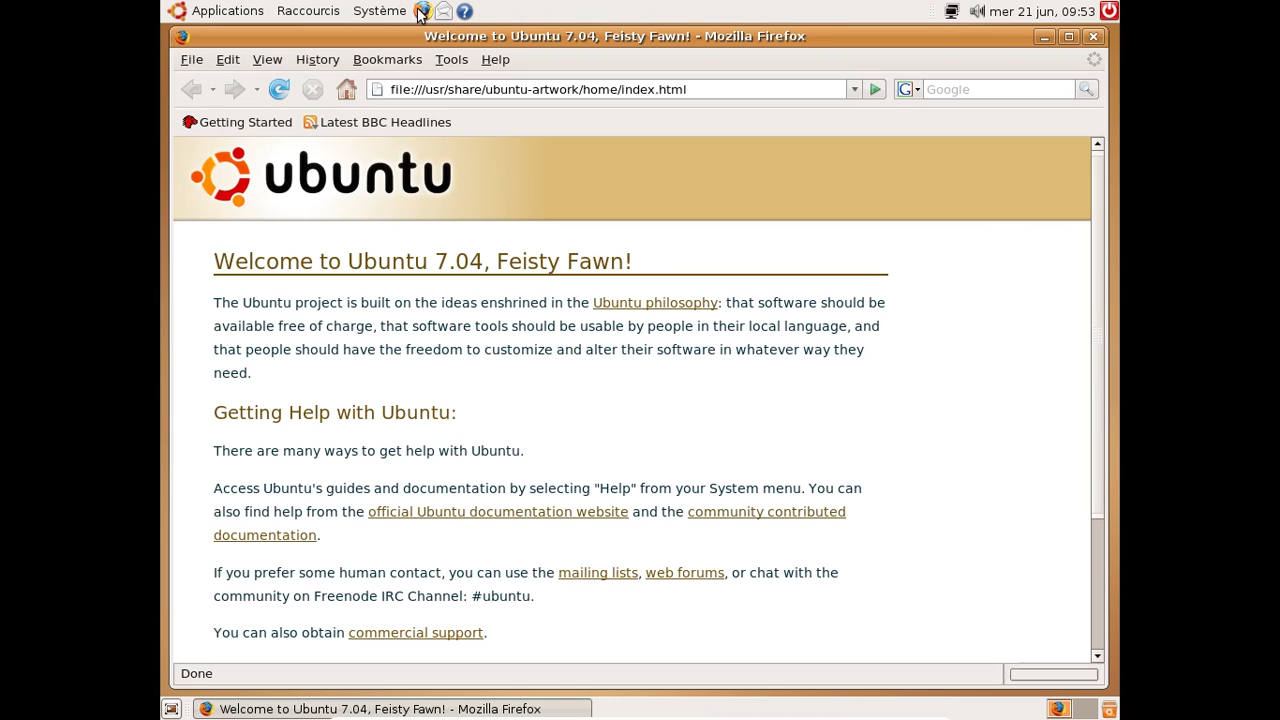 Applications Raccourcis Système mer 21 jun, 09:53
Welcome to Ubuntu 7.04, Feisty Fawn! - Mozilla Firefox
File Edit View History Bookmarks Tools Help
file:///usr/share/ubuntu-artwork/home/index.html G Google
Getting Started Latest BBC Headlines
ubuntu
Welcome to Ubuntu 7.04, Feisty Fawn!
The Ubuntu project is built on the ideas enshrined in the Ubuntu philosophy: that software should be
available free of charge, that software tools should be usable by people in their local language, and
that people should have the freedom to customize and alter their software in whatever way they
need.
Getting Help with Ubuntu:
There are many ways to get help with Ubuntu.
Access Ubuntu's guides and documentation by selecting "Help" from your System menu. You can
also find help from the official Ubuntu documentation website and the community contributed
documentation.
If you prefer some human contact, you can use the mailing lists, web forums, or chat with the
community on Freenode IRC Channel: #ubuntu.
You can also obtain commercial support.
Done
Welcome to Ubuntu 7.04, Feisty Fawn! - Mozilla Firefox